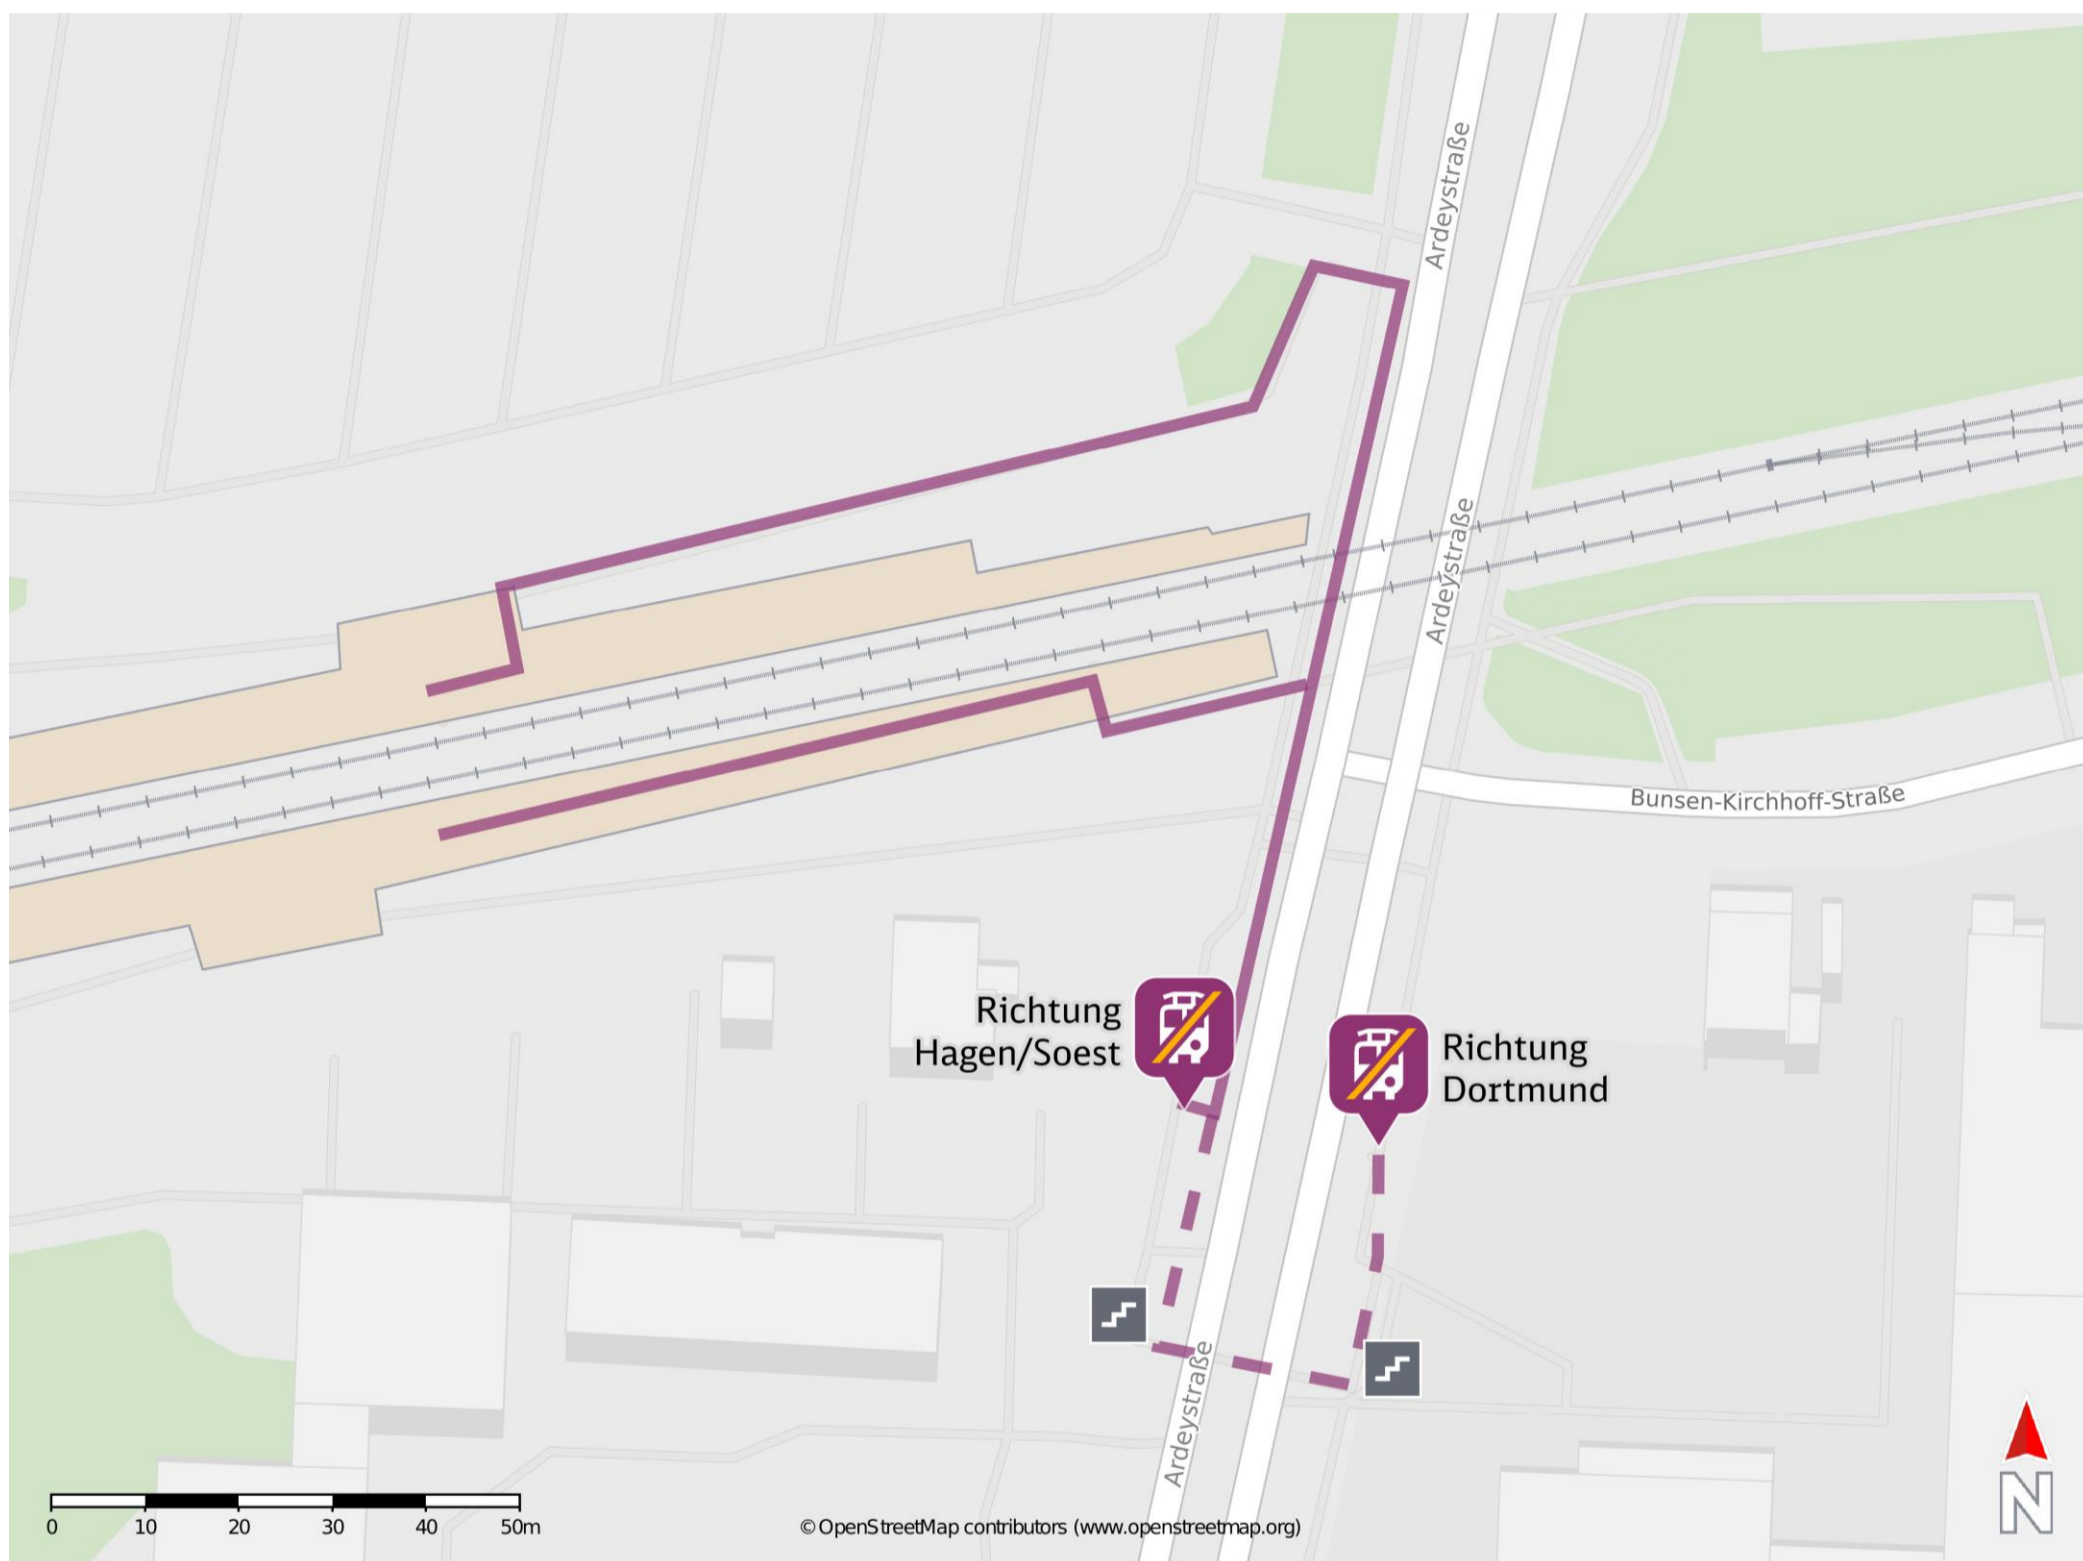 Ardeystraße
Ardeystraße
Bunsen-Kirchhoff-Straße
Richtung
Hagen/Soest
Richtung
Dortmund
Ardeystraße
N
0 10 20 30 40 50m
© OpenStreetMap contributors (www.openstreetmap.org)